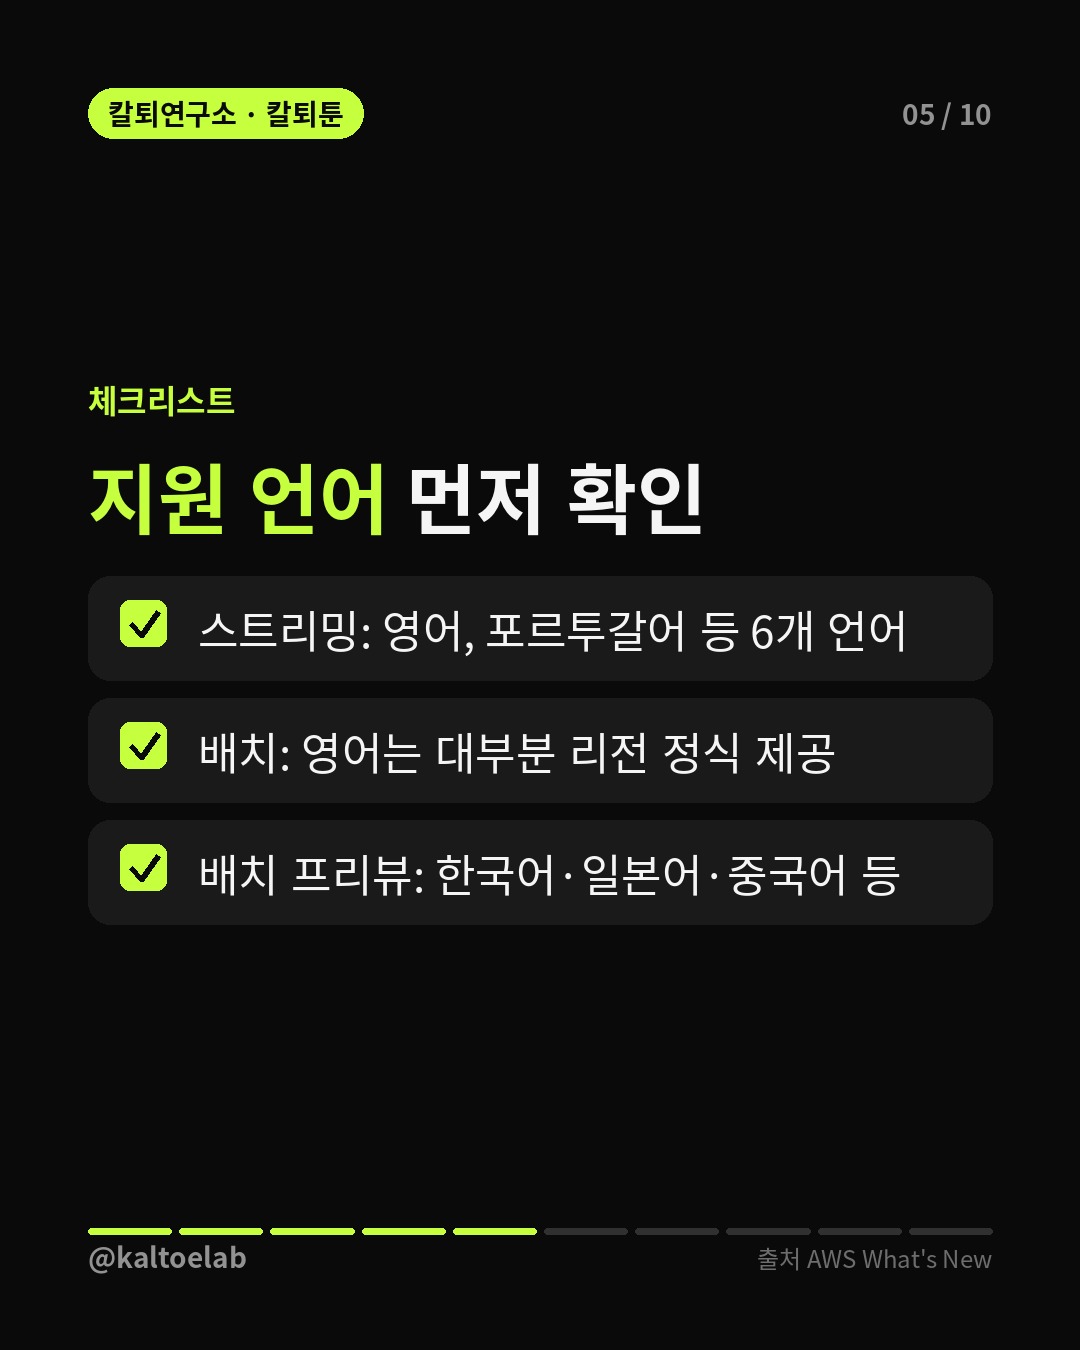 칼퇴연구소 · 칼퇴툰
05 / 10
체크리스트
지원 언어 먼저 확인
스트리밍: 영어, 포르투갈어 등 6개 언어
배치: 영어는 대부분 리전 정식 제공
배치 프리뷰: 한국어·일본어·중국어 등
@kaltoelab
출처 AWS What's New